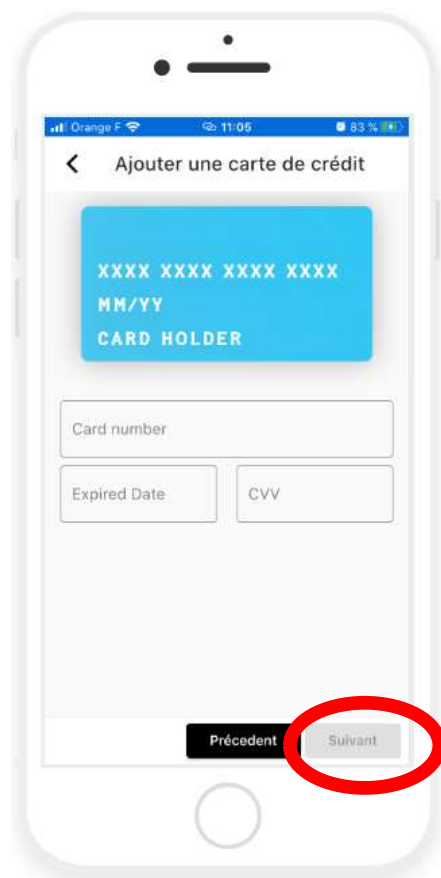 Orange F 11:05 83 %
Ajouter une carte de crédit
XXXX XXXX XXXX XXXX
MM/YY
CARD HOLDER
Card number
Expired Date CVV
Précedent Suivant